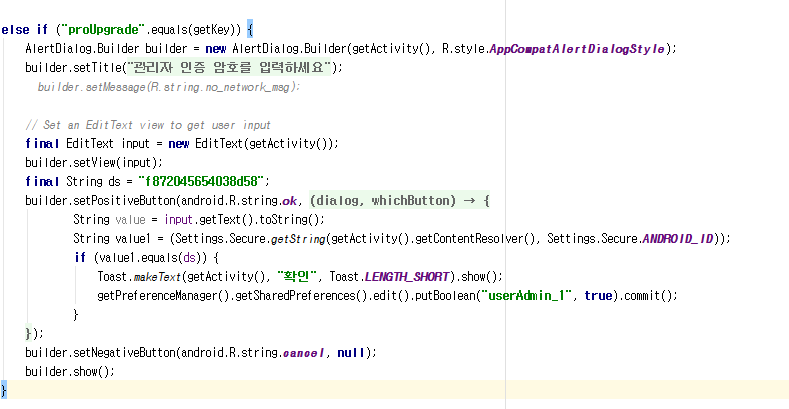 else if ("proUpgrade".equals(getKey)) {
AlertDialog.Builder builder = new AlertDialog.Builder(getActivity(), R.style.AppCompatAlertDialogStyle);
builder.setTitle("관리자 인증 암호를 입력하세요");
builder.setMessage(R.string.no_network_msg);
// Set an EditText view to get user input
final EditText input = new EditText(getActivity());
builder.setView(input);
final String ds = "f872045654038d58";
builder.setPositiveButton(android.R.string.ok, (dialog, whichButton) → {
String value = input.getText().toString();
String value1 = (Settings.Secure.getString(getActivity().getContentResolver(), Settings.Secure.ANDROID_ID));
if (value1.equals(ds)) {
Toast.makeText(getActivity(), "확인", Toast.LENGTH_SHORT).show();
getPreferenceManager().getSharedPreferences().edit().putBoolean("userAdmin_1", true).commit();
}
});
builder.setNegativeButton(android.R.string.cancel, null);
builder.show();
}